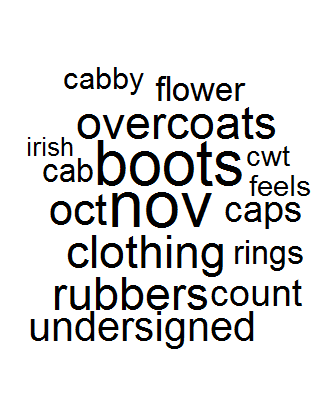 cabby flower
overcoats
irish boots cwt
cab feels
oct nov caps
clothing rings
rubbers count
undersigned